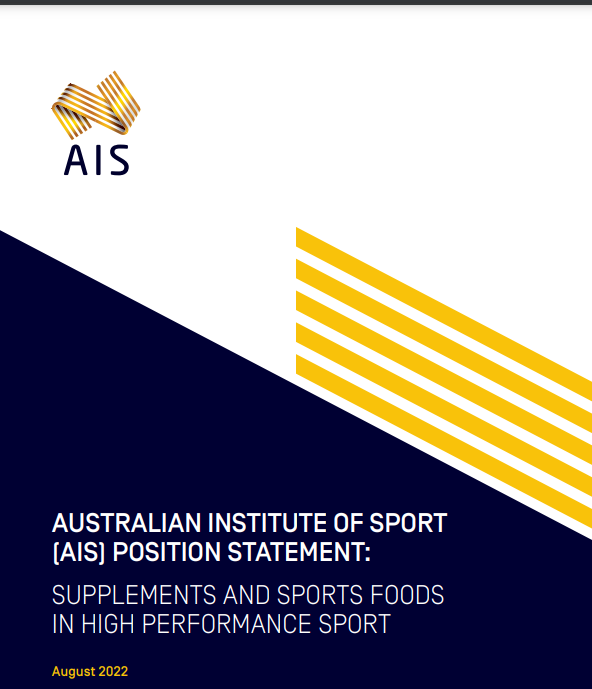 AIS
AUSTRALIAN INSTITUTE OF SPORT
(AIS) POSITION STATEMENT:
SUPPLEMENTS AND SPORTS FOODS
IN HIGH PERFORMANCE SPORT
August 2022